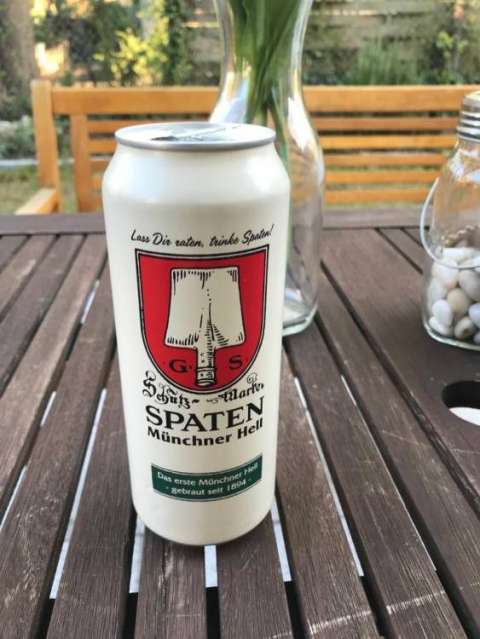 Lass Dir raten, trinke Spaten!
G · S
Schutz-Marke
SPATEN
Münchner Hell
Das erste Münchner Hell
- gebraut seit 1894 -